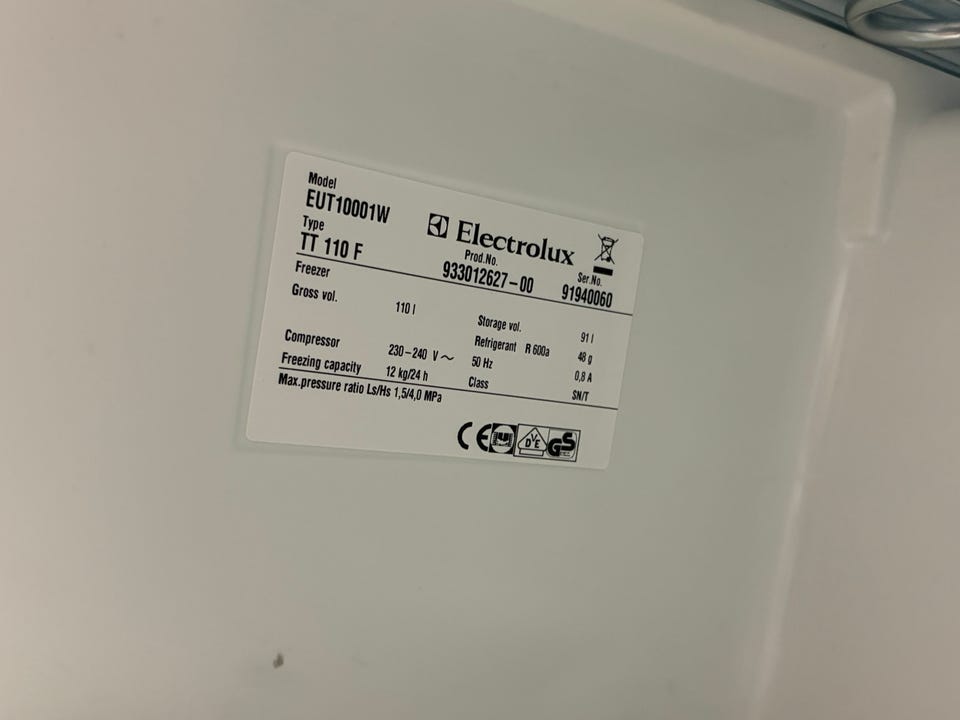 Model
EUT10001W
Electrolux
Type
TT 110 F
Prod.No.
933012627-00
Ser.No.
91940060
Freezer
Gross vol. 110 l Storage vol. 91 l
Refrigerant R 600a 48 g
Compressor 230-240 V~ 50 Hz 0,8 A
Freezing capacity 12 kg/24 h Class SN/T
Max.pressure ratio Ls/Hs 1,5/4,0 MPa
CE DVE GS